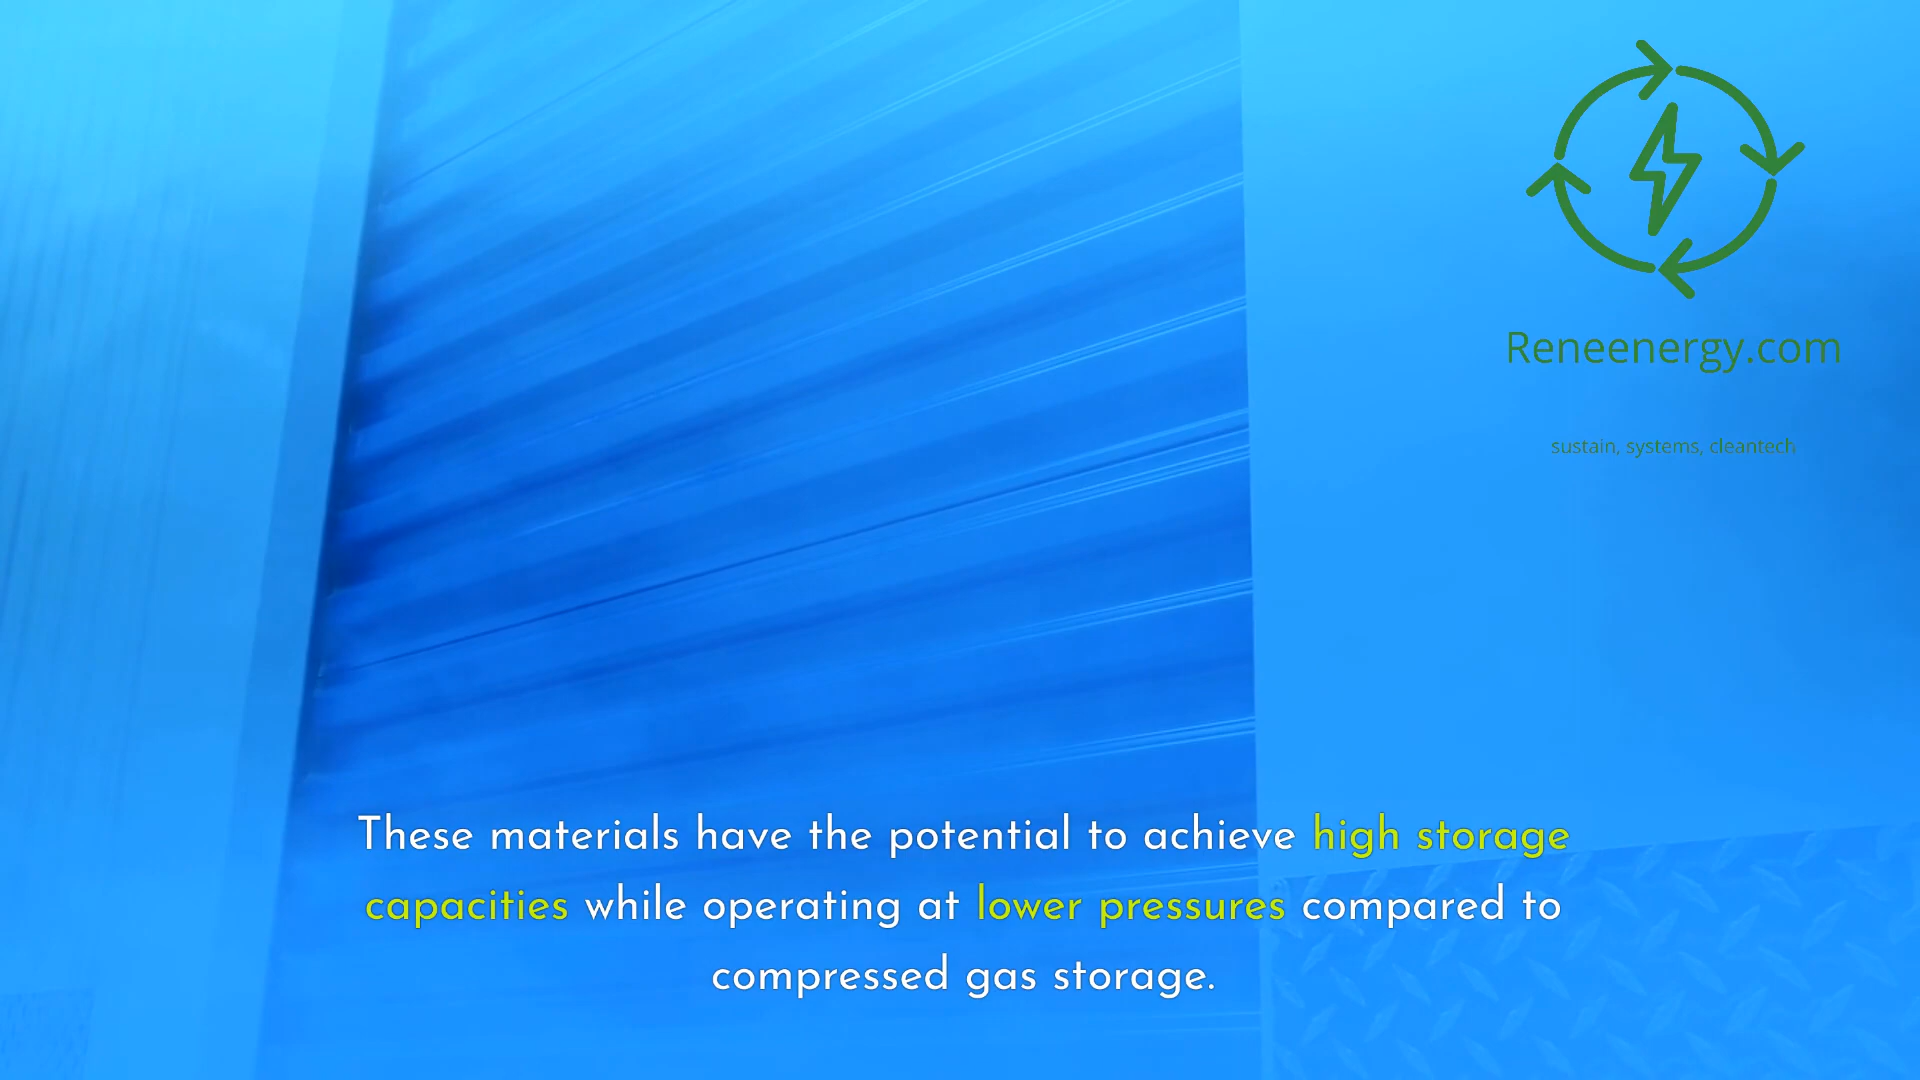 Reneenergy.com
sustain, systems, cleantech
These materials have the potential to achieve high storage
capacities while operating at lower pressures compared to
compressed gas storage.